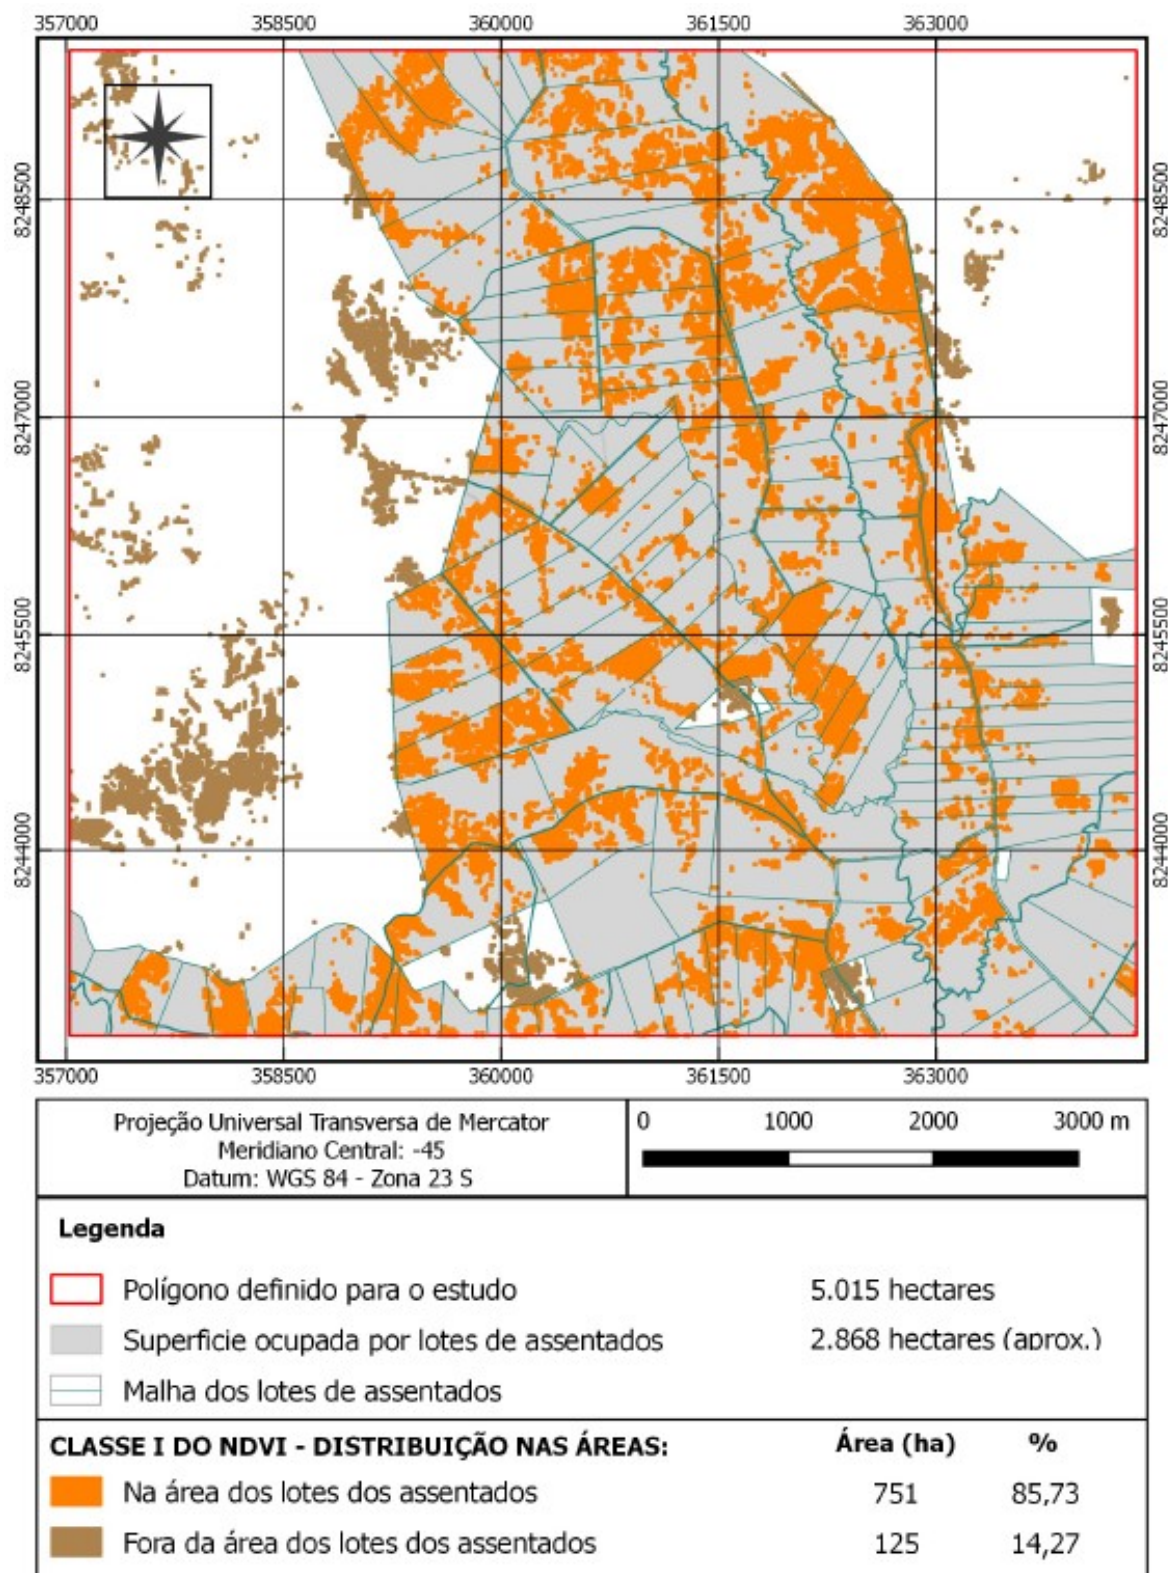 357000 358500 360000 361500 363000
8248500 8248500
8247000 8247000
8245500 8245500
8244000 8244000
357000 358500 360000 361500 363000
Projeção Universal Transversa de Mercator
Meridiano Central: -45
Datum: WGS 84 - Zona 23 S
0 1000 2000 3000 m
Legenda
Polígono definido para o estudo 5.015 hectares
Superficie ocupada por lotes de assentados 2.868 hectares (aprox.)
Malha dos lotes de assentados
CLASSE I DO NDVI - DISTRIBUIÇÃO NAS ÁREAS: Área (ha) %
Na área dos lotes dos assentados 751 85,73
Fora da área dos lotes dos assentados 125 14,27